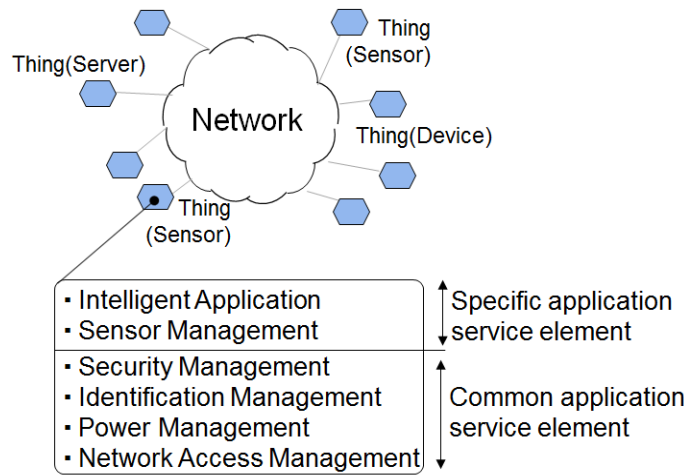 Thing
(Sensor)
Thing(Server)
Network
Thing(Device)
Thing
(Sensor)
▪ Intelligent Application
▪ Sensor Management
Specific application
service element
▪ Security Management
▪ Identification Management
▪ Power Management
▪ Network Access Management
Common application
service element